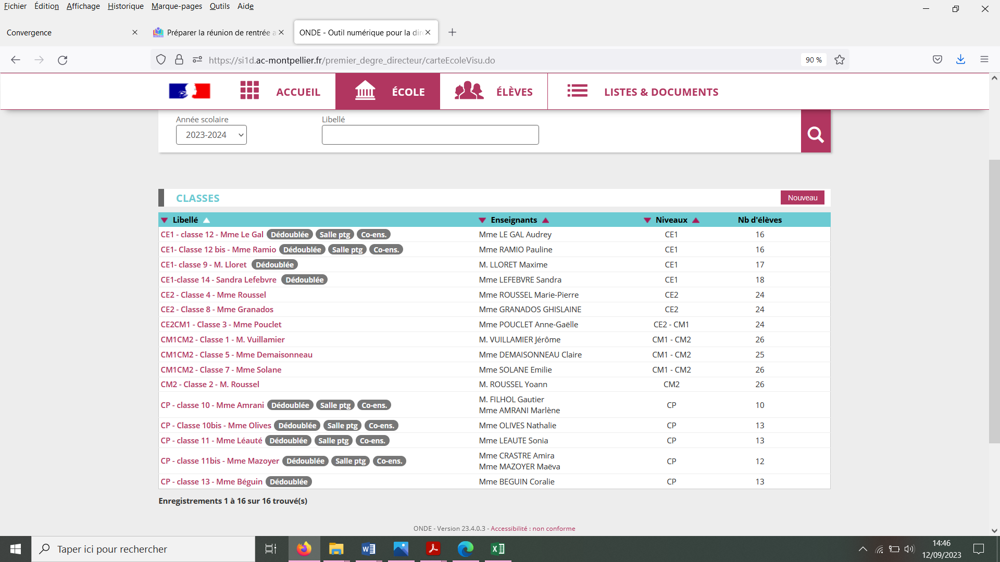 Fichier Édition Affichage Historique Marque-pages Outils Aide
Convergence
Préparer la réunion de rentrée a
ONDE - Outil numérique pour la dir
https://si1d.ac-montpellier.fr/premier_degre_directeur/carteEcoleVisu.do 90 %
ACCUEIL ÉCOLE ÉLÈVES LISTES & DOCUMENTS
Année scolaire Libellé
2023-2024
CLASSES Nouveau
Libellé Enseignants Niveaux Nb d'élèves
CE1 - classe 12 - Mme Le Gal Dédoublée Salle ptg Co-ens. Mme LE GAL Audrey CE1 16
CE1- Classe 12 bis - Mme Ramio Dédoublée Salle ptg Co-ens. Mme RAMIO Pauline CE1 16
CE1- classe 9 - M. Lloret Dédoublée M. LLORET Maxime CE1 17
CE1-classe 14 - Sandra Lefebvre Dédoublée Mme LEFEBVRE Sandra CE1 18
CE2 - Classe 4 - Mme Roussel Mme ROUSSEL Marie-Pierre CE2 24
CE2 - Classe 8 - Mme Granados Mme GRANADOS GHISLAINE CE2 24
CE2CM1 - Classe 3 - Mme Pouclet Mme POUCLET Anne-Gaëlle CE2 - CM1 24
CM1CM2 - Classe 1 - M. Vuillamier M. VUILLAMIER Jérôme CM1 - CM2 26
CM1CM2 - Classe 5 - Mme Demaisonneau Mme DEMAISONNEAU Claire CM1 - CM2 25
CM1CM2 - Classe 7 - Mme Solane Mme SOLANE Emilie CM1 - CM2 26
CM2 - Classe 2 - M. Roussel M. ROUSSEL Yoann CM2 26
CP - classe 10 - Mme Amrani Dédoublée Salle ptg Co-ens. M. FILHOL Gautier
Mme AMRANI Marlène CP 10
CP - Classe 10bis - Mme Olives Dédoublée Salle ptg Co-ens. Mme OLIVES Nathalie CP 13
CP - classe 11 - Mme Léauté Dédoublée Salle ptg Co-ens. Mme LEAUTE Sonia CP 13
CP - classe 11bis - Mme Mazoyer Dédoublée Salle ptg Co-ens. Mme CRASTRE Amira
Mme MAZOYER Maëva CP 12
CP - classe 13 - Mme Béguin Dédoublée Mme BEGUIN Coralie CP 13
Enregistrements 1 à 16 sur 16 trouvé(s)
ONDE - Version 23.4.0.3 - Accessibilité : non conforme
Taper ici pour rechercher
14:46
12/09/2023